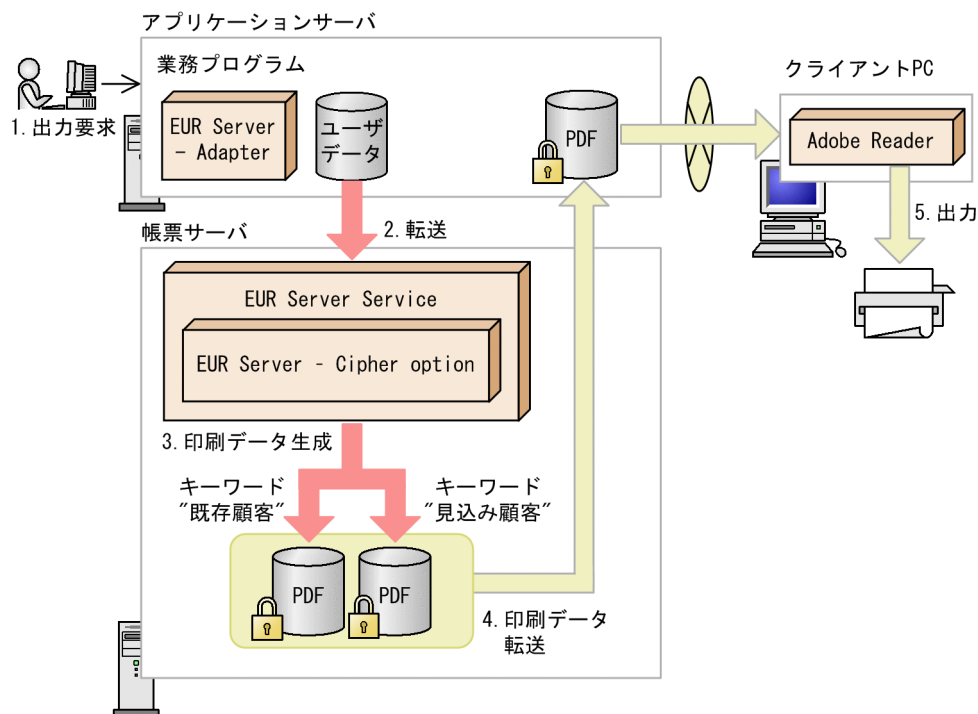 アプリケーションサーバ
業務プログラム
クライアントPC
1.出力要求
EUR Server
- Adapter
ユーザ
データ
PDF
Adobe Reader
5.出力
2.転送
帳票サーバ
EUR Server Service
EUR Server - Cipher option
3.印刷データ生成
キーワード
"既存顧客"
キーワード
"見込み顧客"
PDF
PDF
4.印刷データ
転送